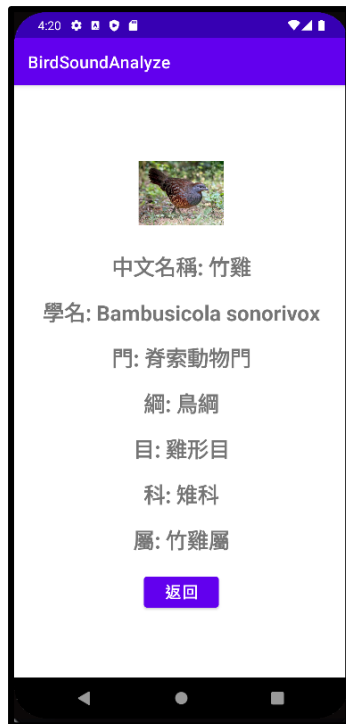 4:20
BirdSoundAnalyze
中文名稱: 竹雞
學名: Bambusicola sonorivox
門: 脊索動物門
綱: 鳥綱
目: 雞形目
科: 雉科
屬: 竹雞屬
返回